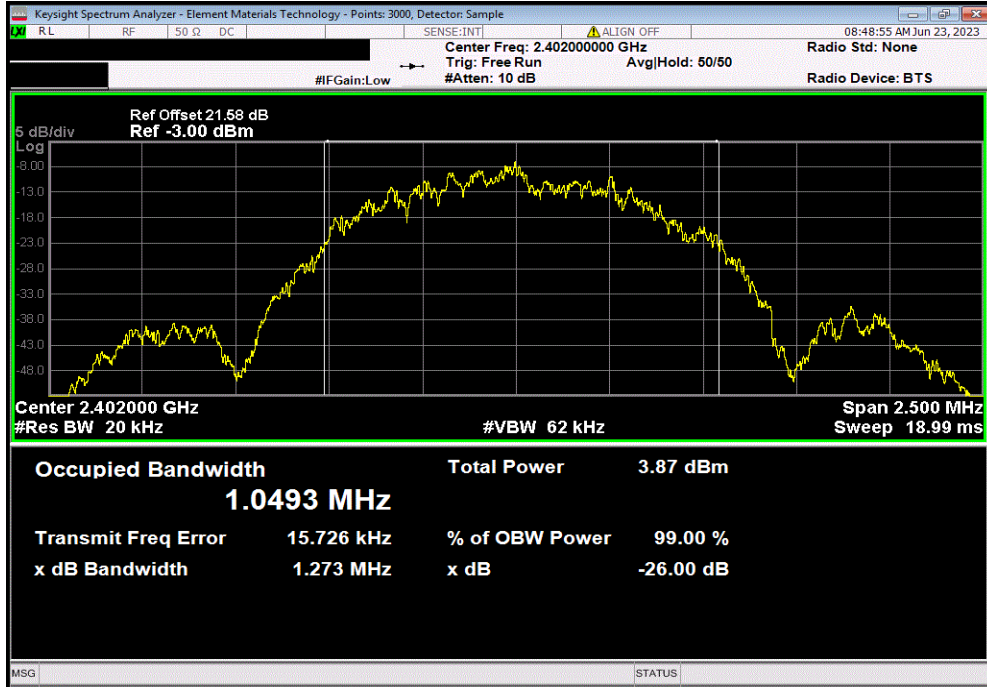 Keysight Spectrum Analyzer - Element Materials Technology - Points: 3000, Detector: Sample
LXI RL RF 50 Ω DC SENSE:INT ALIGN OFF 08:48:55 AM Jun 23, 2023
Center Freq: 2.402000000 GHz Radio Std: None
Trig: Free Run Avg|Hold: 50/50
#IFGain:Low #Atten: 10 dB Radio Device: BTS
Ref Offset 21.58 dB
5 dB/div Ref -3.00 dBm
Log
-8.00
-13.0
-18.0
-23.0
-28.0
-33.0
-38.0
-43.0
-48.0
Center 2.402000 GHz Span 2.500 MHz
#Res BW 20 kHz #VBW 62 kHz Sweep 18.99 ms
Occupied Bandwidth Total Power 3.87 dBm
1.0493 MHz
Transmit Freq Error 15.726 kHz % of OBW Power 99.00 %
x dB Bandwidth 1.273 MHz x dB -26.00 dB
MSG STATUS